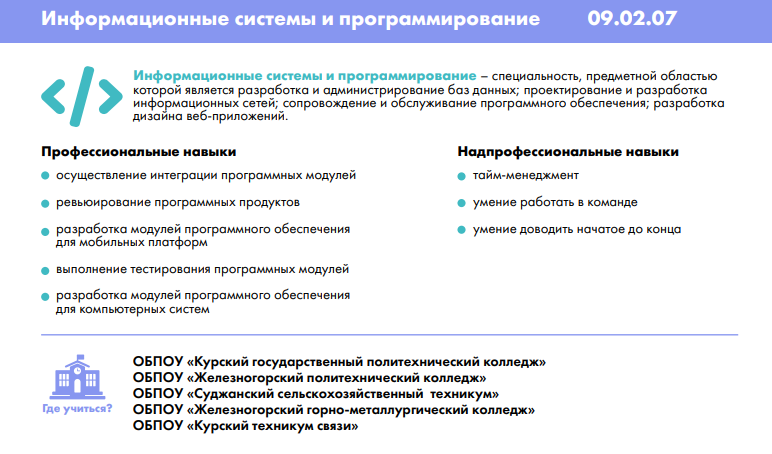 Информационные системы и программирование 09.02.07
Информационные системы и программирование – специальность, предметной областью
которой является разработка и администрирование баз данных; проектирование и разработка
информационных сетей; сопровождение и обслуживание программного обеспечения; разработка
дизайна веб-приложений.
Профессиональные навыки
осуществление интеграции программных модулей
ревьюирование программных продуктов
разработка модулей программного обеспечения
для мобильных платформ
выполнение тестирования программных модулей
разработка модулей программного обеспечения
для компьютерных систем
Надпрофессиональные навыки
тайм-менеджмент
умение работать в команде
умение доводить начатое до конца
Где учиться?
ОБПОУ «Курский государственный политехнический колледж»
ОБПОУ «Железногорский политехнический колледж»
ОБПОУ «Суджанский сельскохозяйственный техникум»
ОБПОУ «Железногорский горно-металлургический колледж»
ОБПОУ «Курский техникум связи»